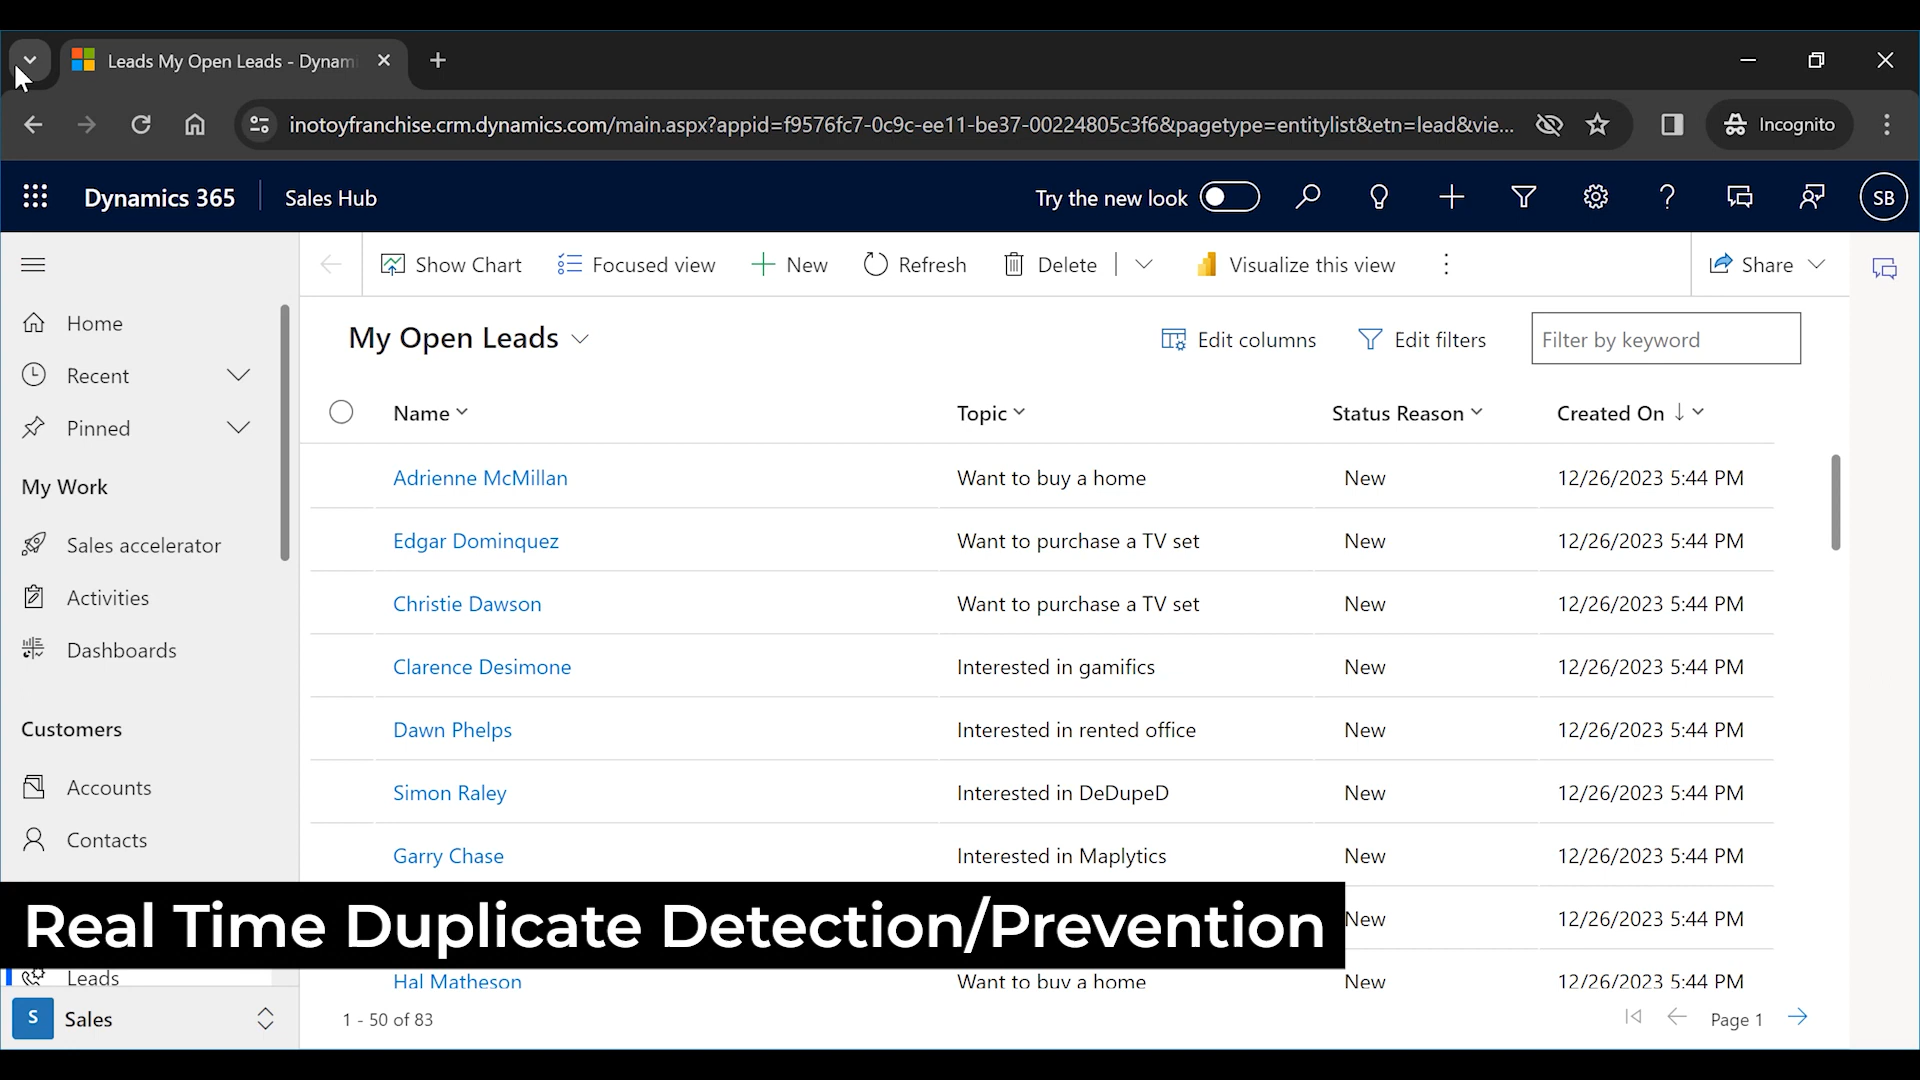 Leads My Open Leads - Dynam
inotoyfranchise.crm.dynamics.com/main.aspx?appid=f9576fc7-0c9c-ee11-be37-00224805c3f6&pagetype=entitylist&etn=lead&vie...
Incognito
Dynamics 365
Sales Hub
Try the new look
SB
Show Chart
Focused view
New
Refresh
Delete
Visualize this view
Share
Home
Recent
Pinned
My Work
Sales accelerator
Activities
Dashboards
Customers
Accounts
Contacts
Leads
S Sales
My Open Leads
Edit columns
Edit filters
Filter by keyword
Name Topic Status Reason Created On
Adrienne McMillan Want to buy a home New 12/26/2023 5:44 PM
Edgar Dominquez Want to purchase a TV set New 12/26/2023 5:44 PM
Christie Dawson Want to purchase a TV set New 12/26/2023 5:44 PM
Clarence Desimone Interested in gamifics New 12/26/2023 5:44 PM
Dawn Phelps Interested in rented office New 12/26/2023 5:44 PM
Simon Raley Interested in DeDupeD New 12/26/2023 5:44 PM
Garry Chase Interested in Maplytics New 12/26/2023 5:44 PM
Real Time Duplicate Detection/Prevention
New 12/26/2023 5:44 PM
Hal Matheson Want to buy a home New 12/26/2023 5:44 PM
1 - 50 of 83
Page 1